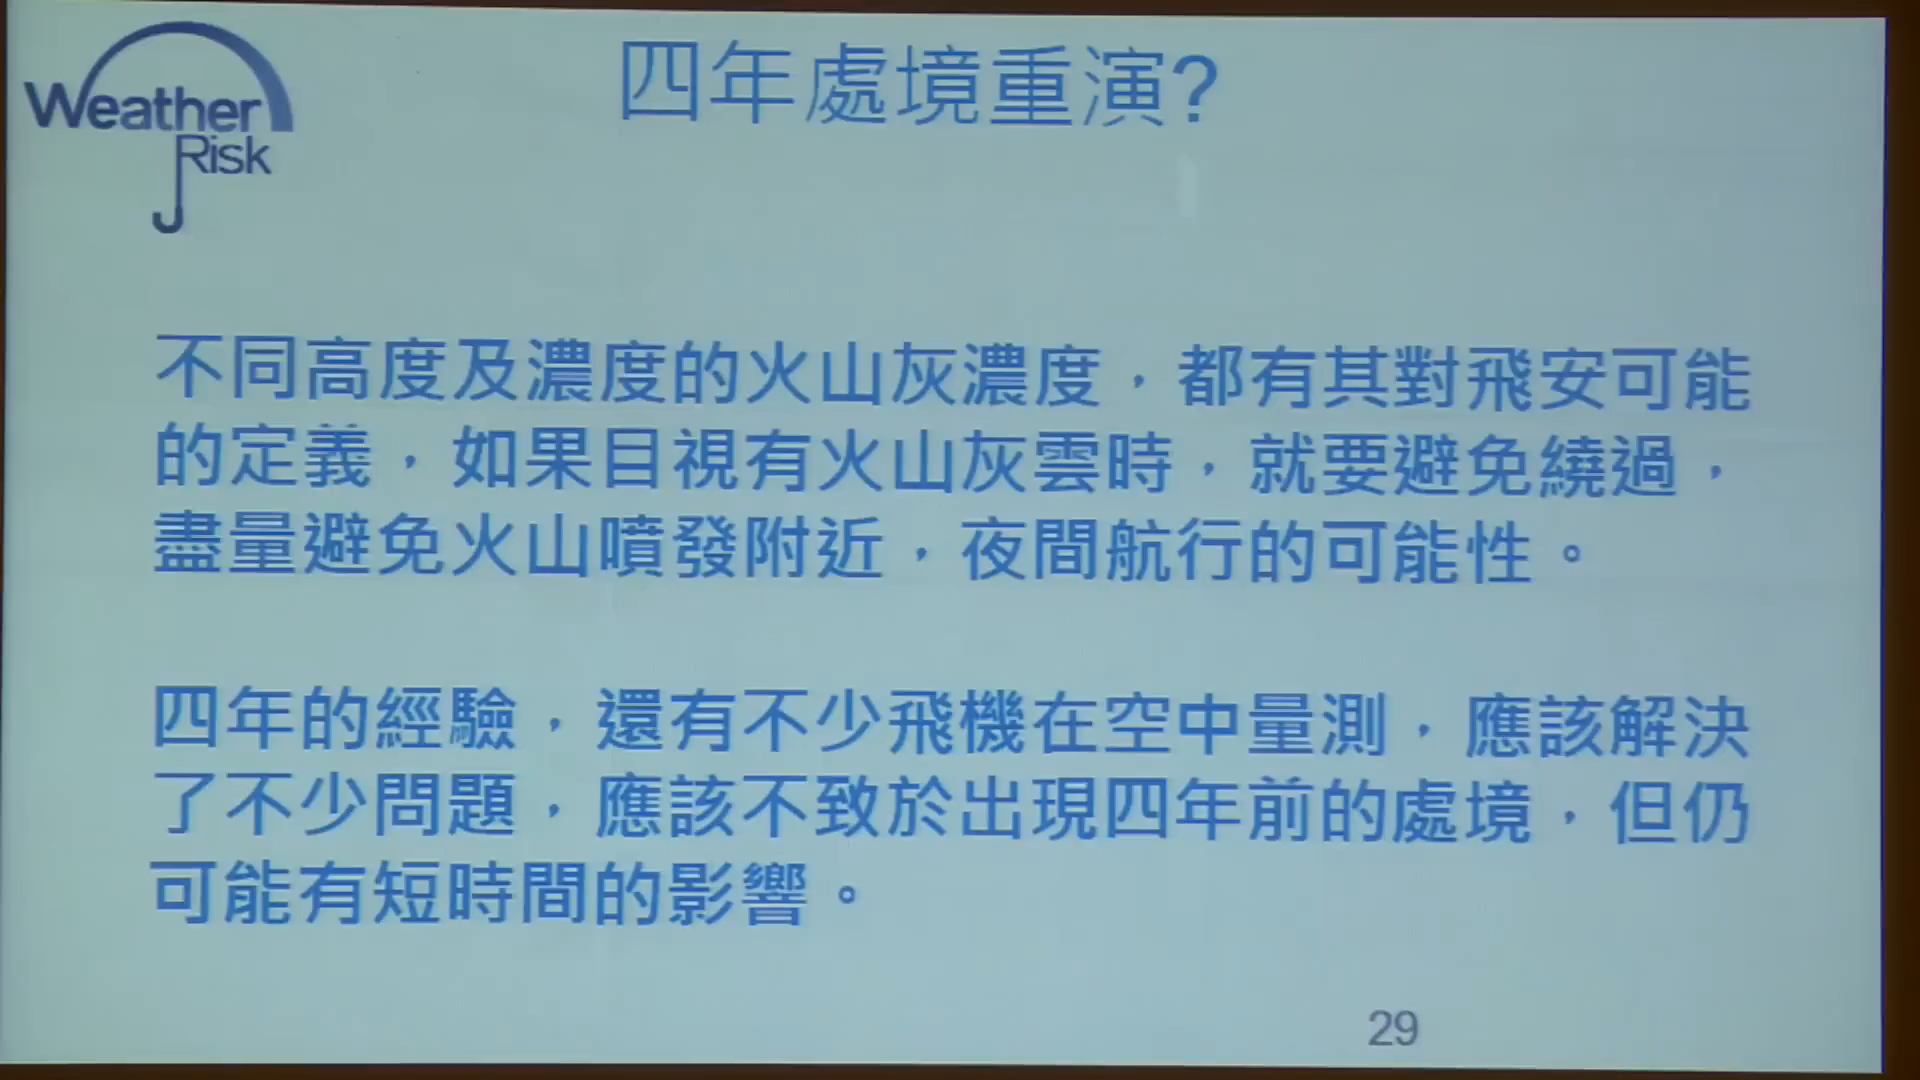 Weather
Risk
四年處境重演?
不同高度及濃度的火山灰濃度，都有其對飛安可能
的定義，如果目視有火山灰雲時，就要避免繞過，
盡量避免火山噴發附近，夜間航行的可能性。
四年的經驗，還有不少飛機在空中量測，應該解決
了不少問題，應該不致於出現四年前的處境，但仍
可能有短時間的影響。
29